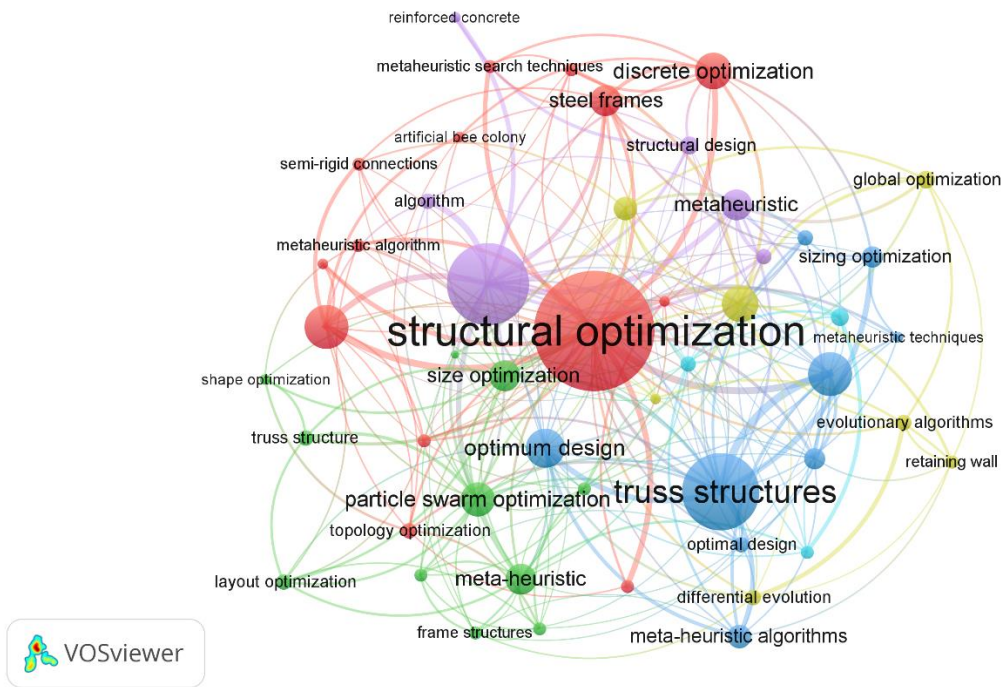 reinforced concrete
metaheuristic search techniques
discrete optimization
steel frames
artificial bee colony
structural design
semi-rigid connections
global optimization
algorithm
metaheuristic
metaheuristic algorithm
sizing optimization
structural optimization
metaheuristic techniques
size optimization
shape optimization
evolutionary algorithms
truss structure
optimum design
retaining wall
truss structures
particle swarm optimization
topology optimization
optimal design
meta-heuristic
layout optimization
differential evolution
frame structures
meta-heuristic algorithms
VOSviewer